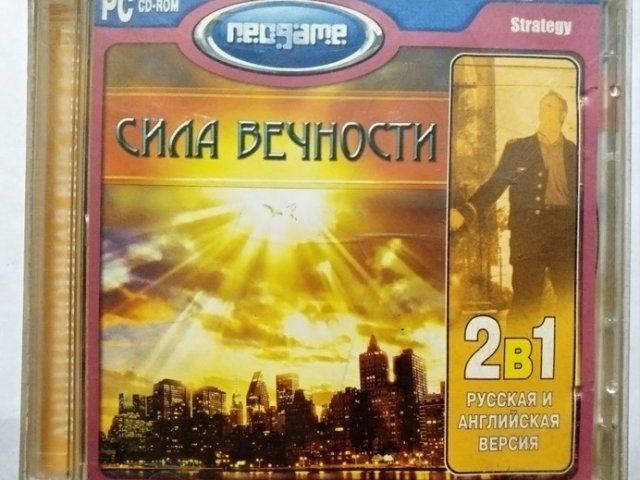 PC CD-ROM
neogame
Strategy
СИЛА ВЕЧНОСТИ
2в1
РУССКАЯ И
АНГЛИЙСКАЯ
ВЕРСИЯ